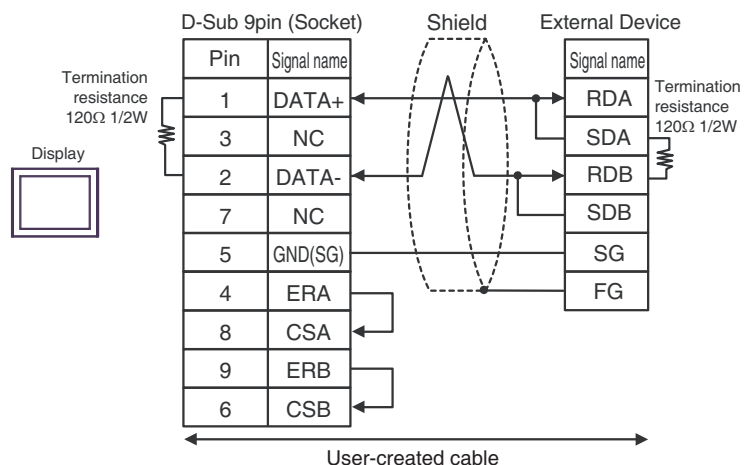 D-Sub 9pin (Socket)
Shield
External Device
Pin
Signal name
Signal name
Termination
resistance
120Ω 1/2W
1
DATA+
RDA
Termination
resistance
120Ω 1/2W
3
NC
SDA
Display
2
DATA-
RDB
7
NC
SDB
5
GND(SG)
SG
4
ERA
FG
8
CSA
9
ERB
6
CSB
User-created cable